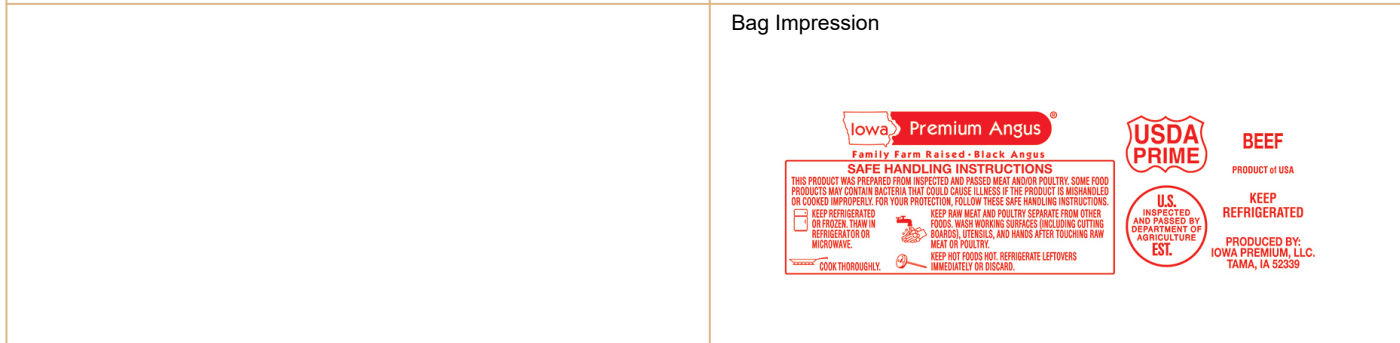 Bag Impression
Iowa Premium Angus®
Family Farm Raised • Black Angus
SAFE HANDLING INSTRUCTIONS
THIS PRODUCT WAS PREPARED FROM INSPECTED AND PASSED MEAT AND/OR POULTRY. SOME FOOD
PRODUCTS MAY CONTAIN BACTERIA THAT COULD CAUSE ILLNESS IF THE PRODUCT IS MISHANDLED
OR COOKED IMPROPERLY. FOR YOUR PROTECTION, FOLLOW THESE SAFE HANDLING INSTRUCTIONS.
KEEP REFRIGERATED
OR FROZEN. THAW IN
REFRIGERATOR OR
MICROWAVE.
KEEP RAW MEAT AND POULTRY SEPARATE FROM OTHER
FOODS. WASH WORKING SURFACES (INCLUDING CUTTING
BOARDS), UTENSILS, AND HANDS AFTER TOUCHING RAW
MEAT OR POULTRY.
COOK THOROUGHLY.
KEEP HOT FOODS HOT. REFRIGERATE LEFTOVERS
IMMEDIATELY OR DISCARD.
USDA
PRIME
U.S.
INSPECTED
AND PASSED BY
DEPARTMENT OF
AGRICULTURE
EST.
BEEF
PRODUCT of USA
KEEP
REFRIGERATED
PRODUCED BY:
IOWA PREMIUM, LLC.
TAMA, IA 52339